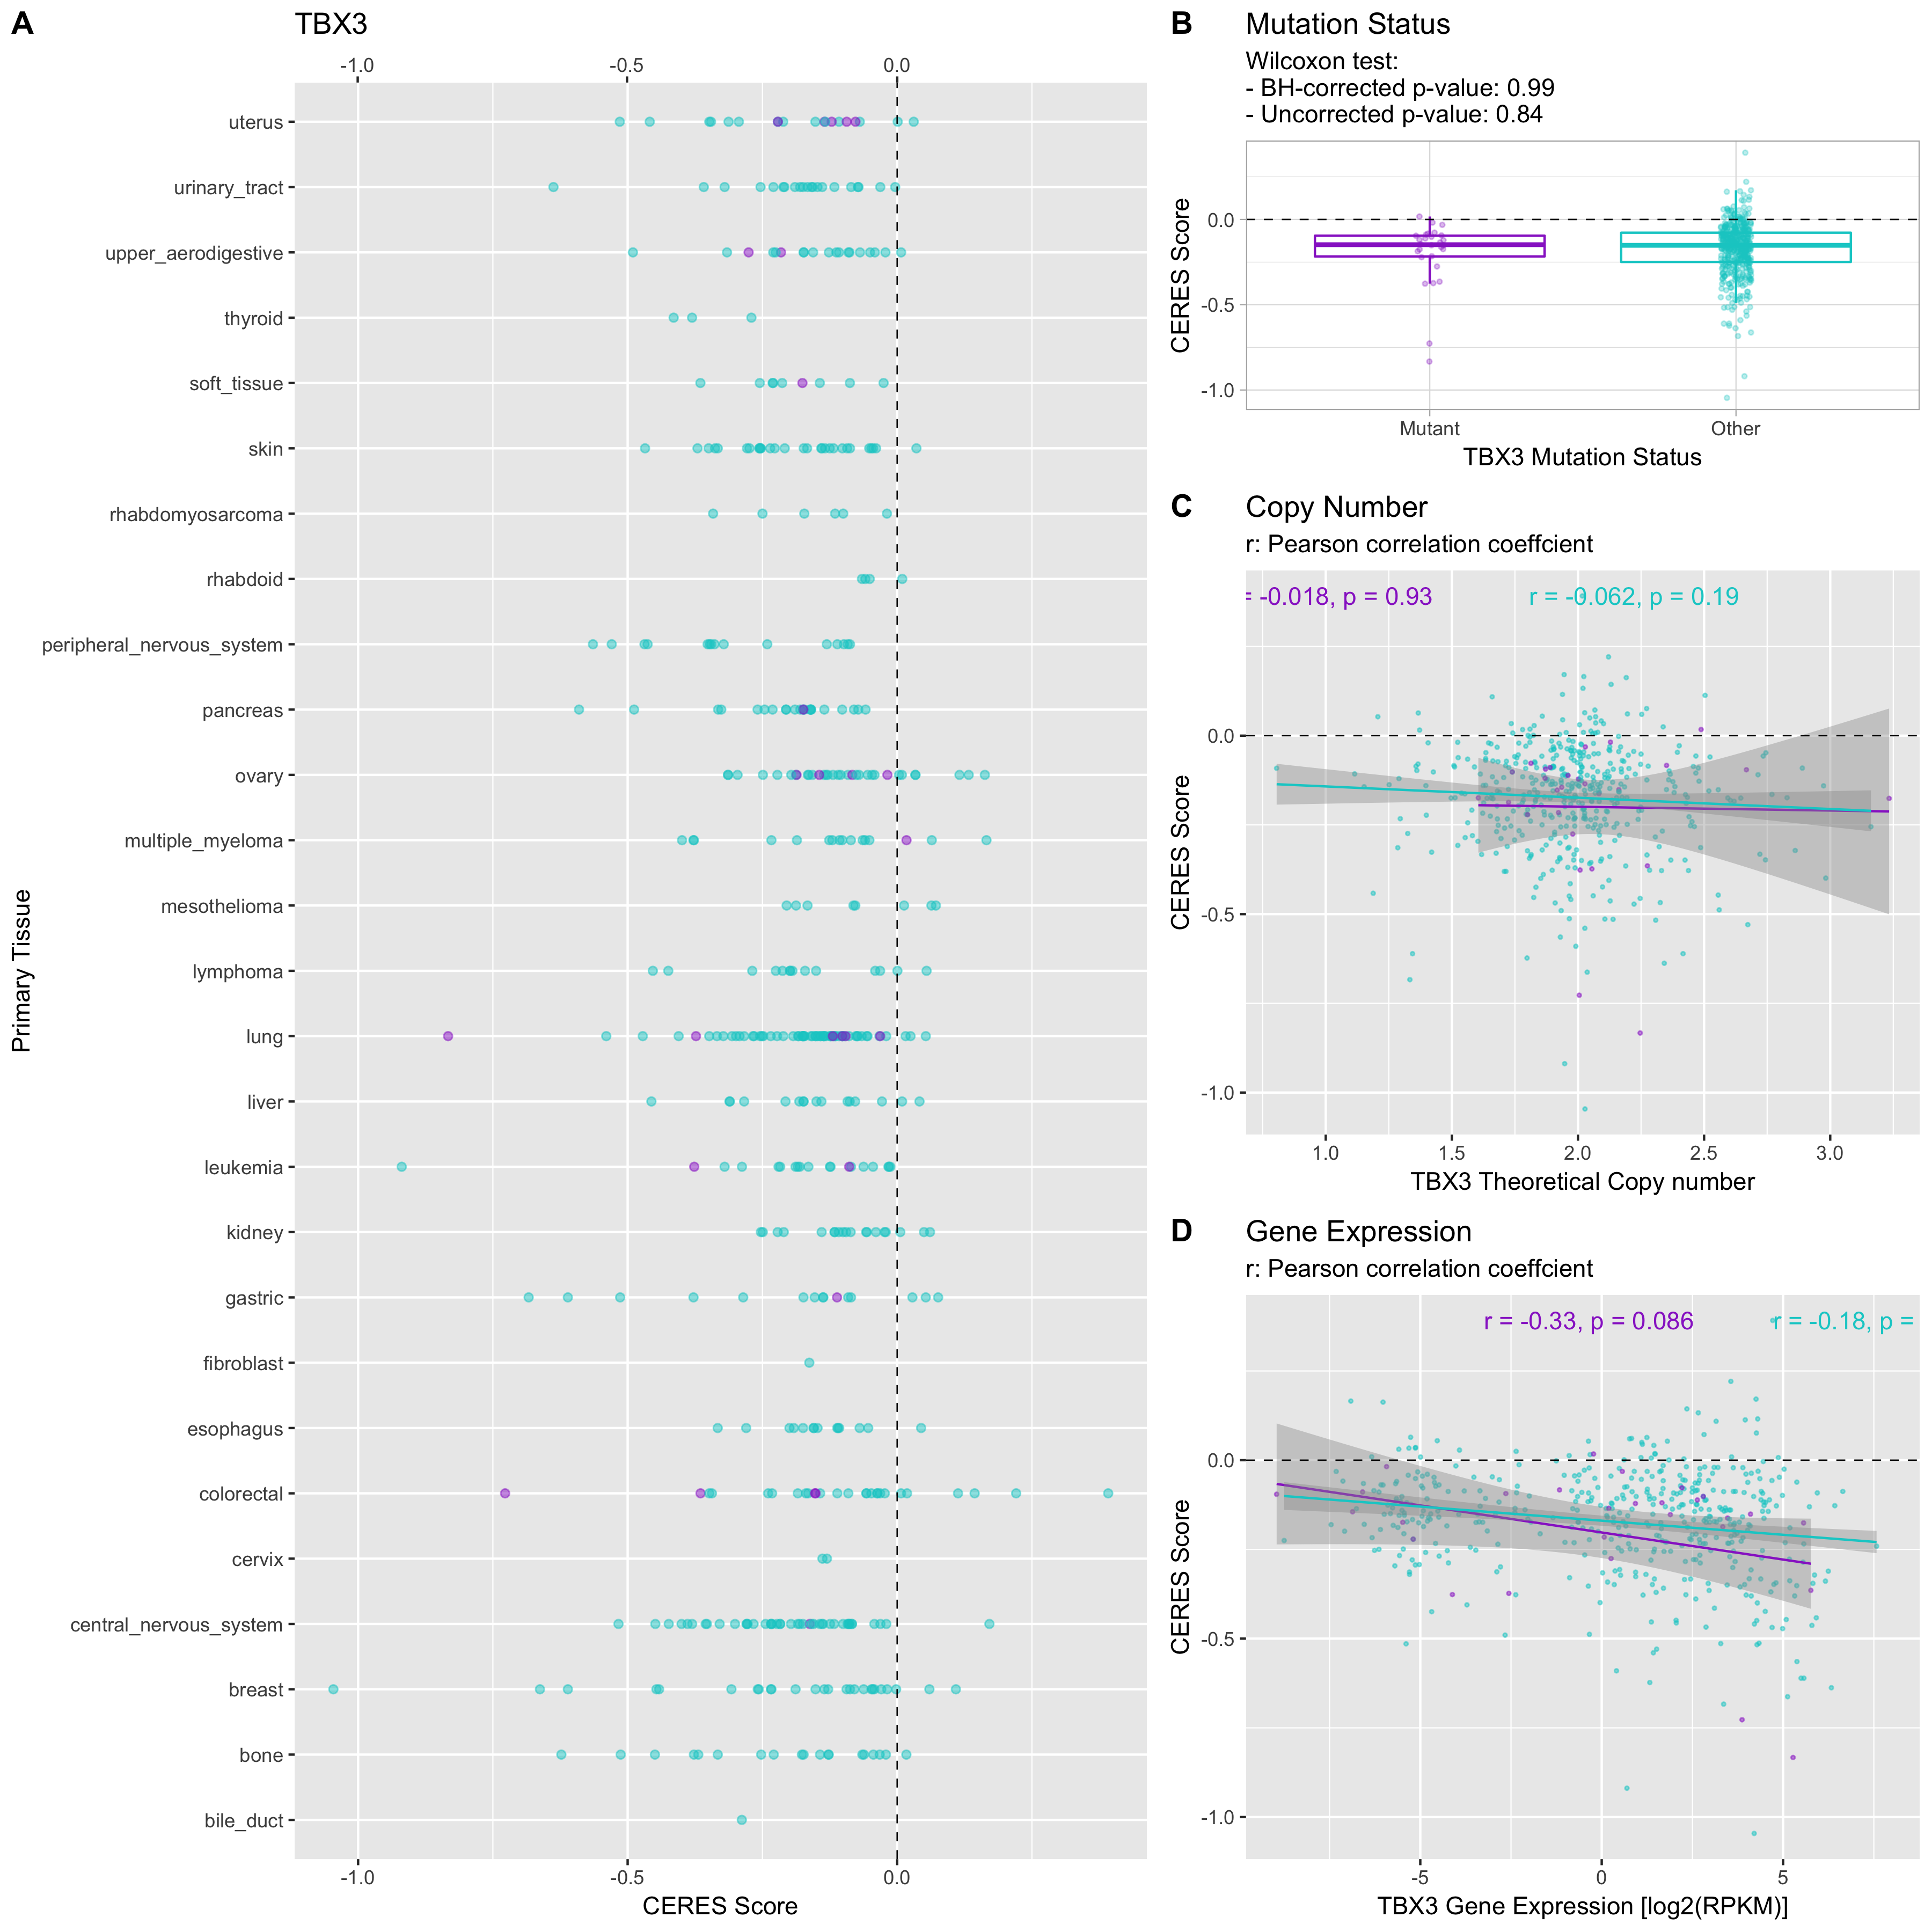 A
TBX3
-1.0 -0.5 0.0
uterus
urinary_tract
upper_aerodigestive
thyroid
soft_tissue
skin
rhabdomyosarcoma
rhabdoid
peripheral_nervous_system
pancreas
ovary
multiple_myeloma
mesothelioma
lymphoma
lung
liver
leukemia
kidney
gastric
fibroblast
esophagus
colorectal
cervix
central_nervous_system
breast
bone
bile_duct
Primary Tissue
-1.0 -0.5 0.0
CERES Score
B
Mutation Status
Wilcoxon test:
- BH-corrected p-value: 0.99
- Uncorrected p-value: 0.84
0.0
-0.5
-1.0
CERES Score
Mutant Other
TBX3 Mutation Status
C
Copy Number
r: Pearson correlation coeffcient
= -0.018, p = 0.93 r = -0.062, p = 0.19
0.0
-0.5
-1.0
CERES Score
1.0 1.5 2.0 2.5 3.0
TBX3 Theoretical Copy number
D
Gene Expression
r: Pearson correlation coeffcient
r = -0.33, p = 0.086 r = -0.18, p =
0.0
-0.5
-1.0
CERES Score
-5 0 5
TBX3 Gene Expression [log2(RPKM)]